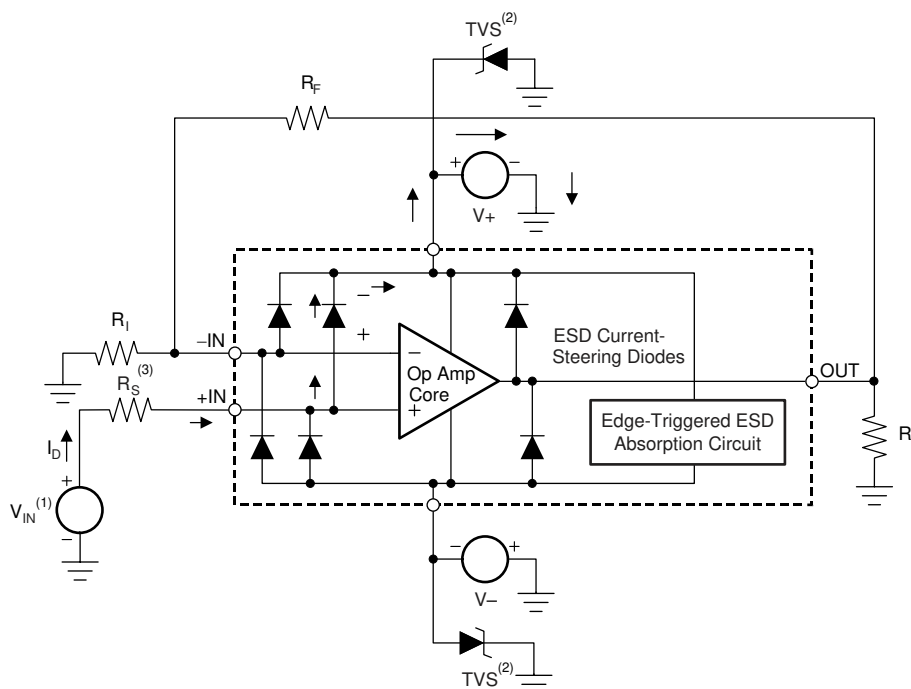 TVS(2)
RF
+ −
V+
RI
−IN
−
+
ESD Current-
Steering Diodes
− Op Amp
Core
+
OUT
RS(3)
+IN
Edge-Triggered ESD
Absorption Circuit
R
ID
+
VIN(1)
−
− +
V−
TVS(2)